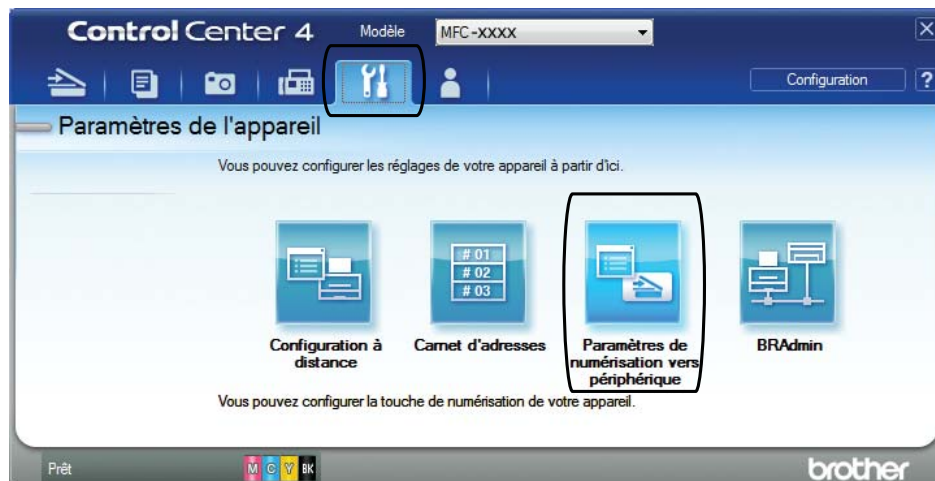 Control Center 4
Modèle
MFC-XXXX
Configuration
?
Paramètres de l'appareil
Vous pouvez configurer les réglages de votre appareil à partir d'ici.
# 01
# 02
# 03
Configuration à
distance
Carnet d'adresses
Paramètres de
numérisation vers
périphérique
BRAdmin
Vous pouvez configurer la touche de numérisation de votre appareil.
Prêt
M C Y BK
brother